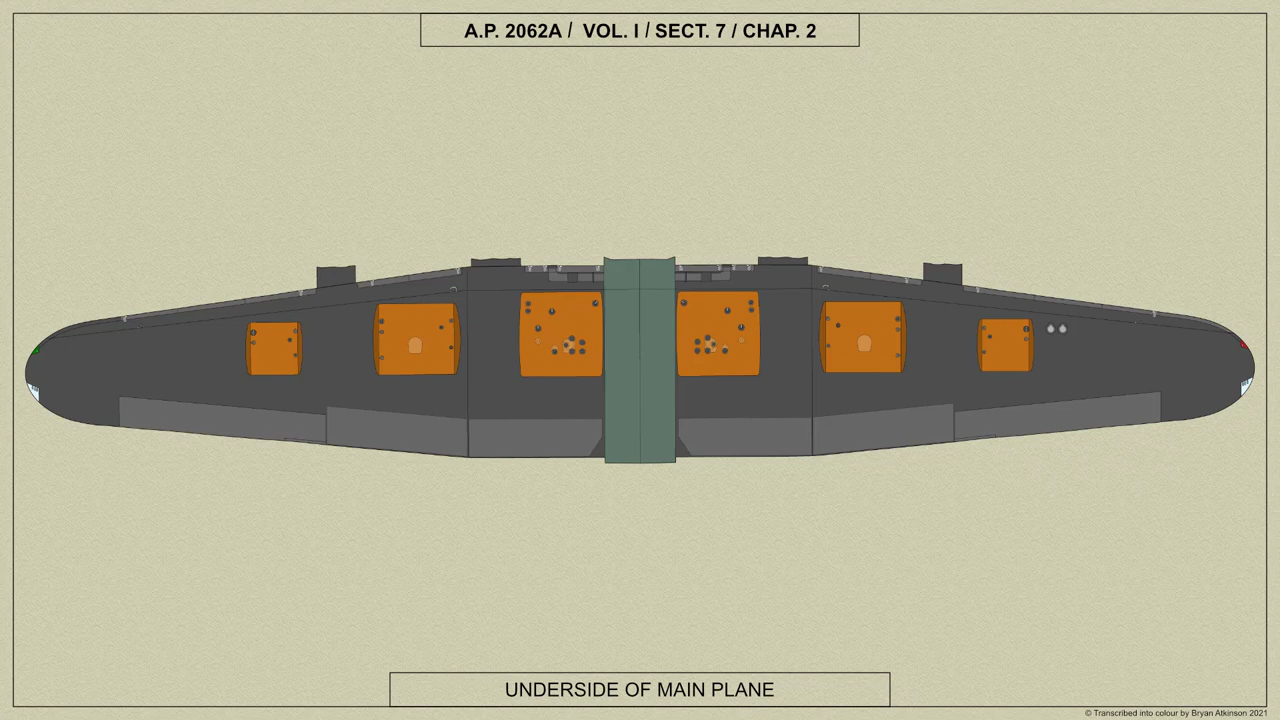 A.P. 2062A / VOL. I / SECT. 7 / CHAP. 2
UNDERSIDE OF MAIN PLANE
© Transcribed into colour by Bryan Atkinson 2021